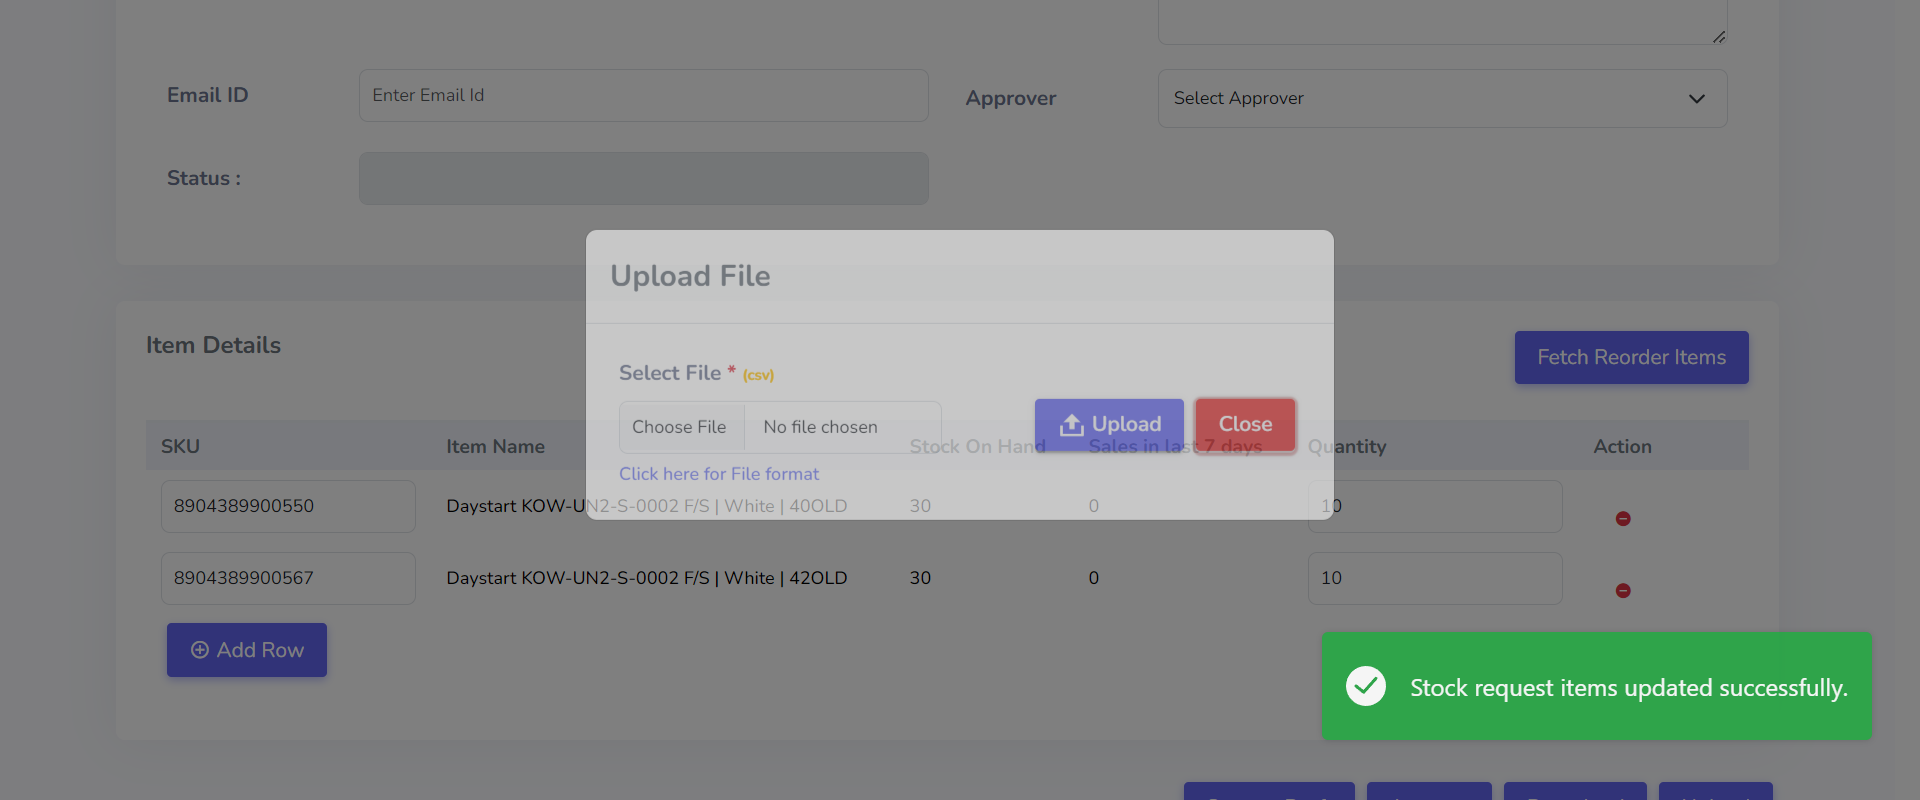 Email ID
Enter Email Id
Approver
Select Approver
Status :
Upload File
Item Details
Fetch Reorder Items
Select File * (csv)
Choose File
No file chosen
Upload
Close
Click here for File format
SKU
Item Name
Stock On Hand
Sales in last 7 days
Quantity
Action
8904389900550
Daystart KOW-UN2-S-0002 F/S | White | 40OLD
30
0
10
8904389900567
Daystart KOW-UN2-S-0002 F/S | White | 42OLD
30
0
10
Add Row
Stock request items updated successfully.